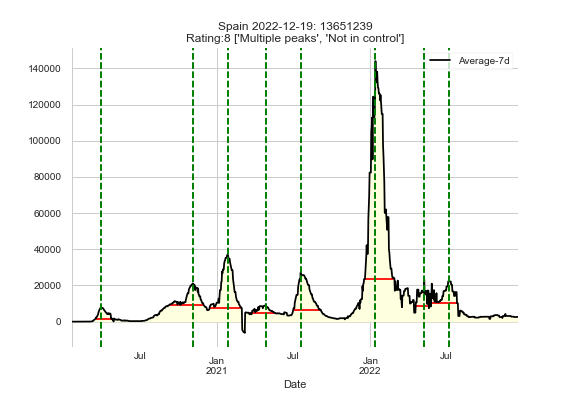 Spain 2022-12-19: 13651239
Rating:8 ['Multiple peaks', 'Not in control']
Average-7d
140000
120000
100000
80000
60000
40000
20000
0
Jul
Jan
2021
Jul
Jan
2022
Jul
Date